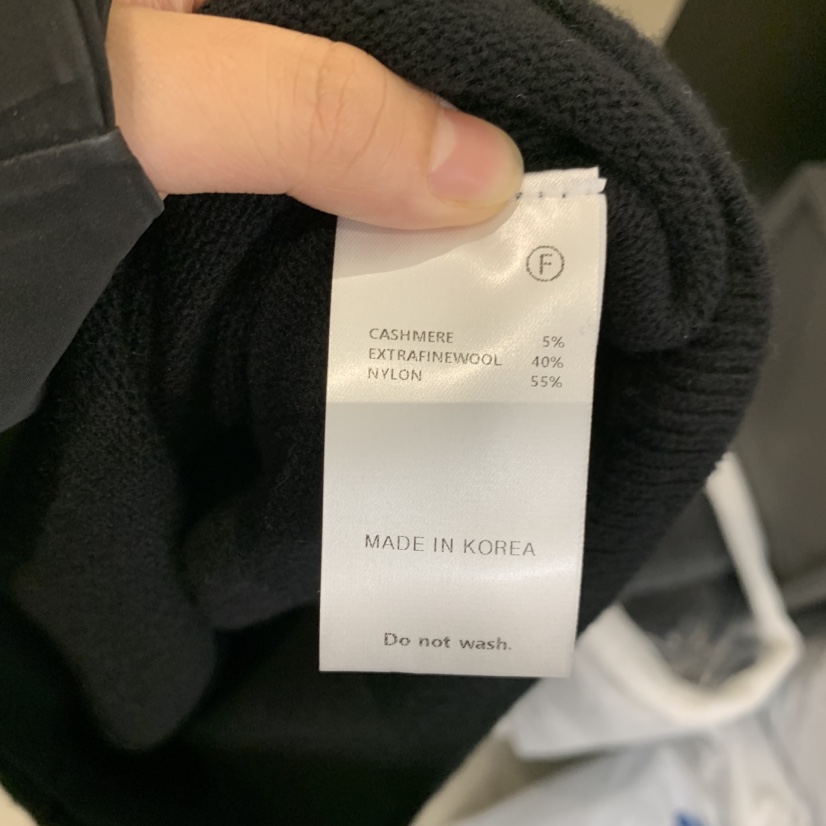 F
CASHMERE 5%
EXTRAFINEWOOL 40%
NYLON 55%
MADE IN KOREA
Do not wash.